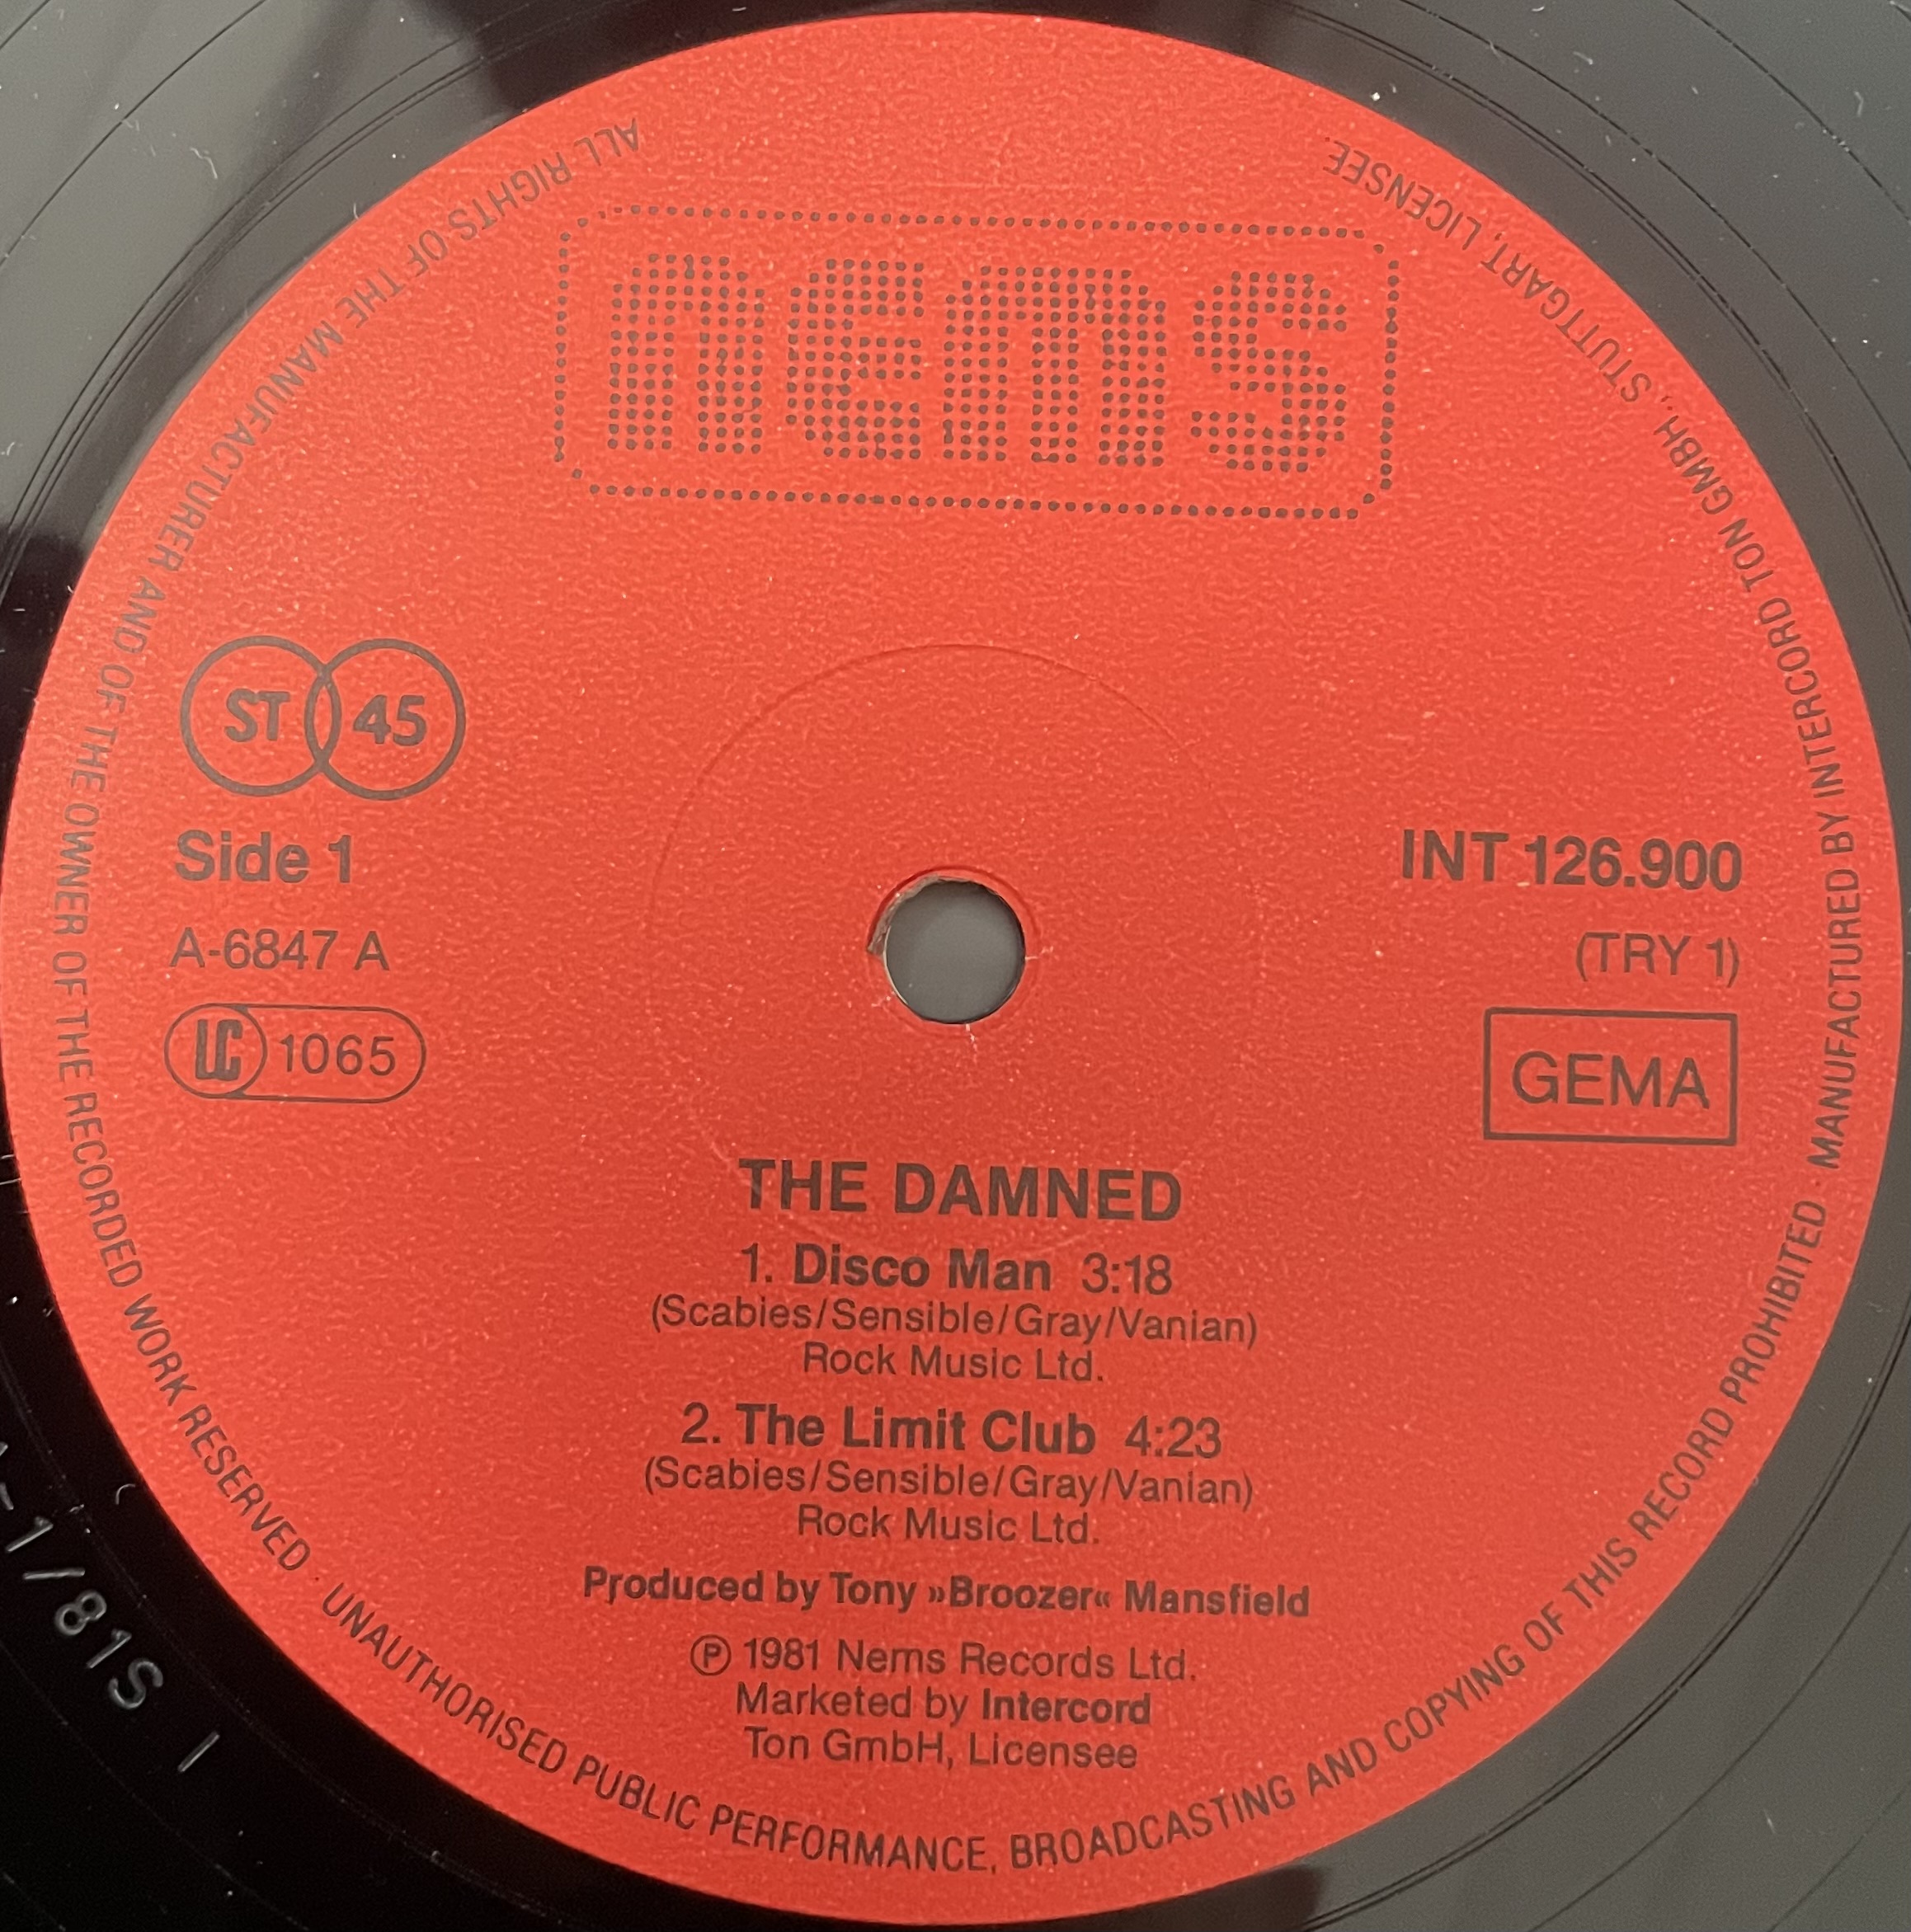 nems
ST 45
Side 1
A-6847 A
LC 1065
INT 126.900
(TRY 1)
GEMA
THE DAMNED
1. Disco Man 3:18
(Scabies/Sensible/Gray/Vanian)
Rock Music Ltd.
2. The Limit Club 4:23
(Scabies/Sensible/Gray/Vanian)
Rock Music Ltd.
Produced by Tony »Broozer« Mansfield
Ⓟ 1981 Nems Records Ltd.
Marketed by Intercord
Ton GmbH, Licensee
ALL RIGHTS OF THE MANUFACTURER AND OF THE OWNER OF THE RECORDED WORK RESERVED · UNAUTHORISED PUBLIC PERFORMANCE, BROADCASTING AND COPYING OF THIS RECORD PROHIBITED · MANUFACTURED BY INTERCORD TON GMBH., STUTTGART, LICENSEE.
-1/81S I